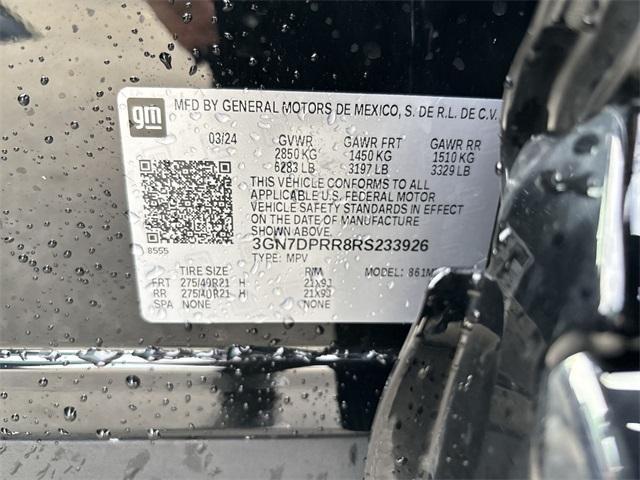 gm MFD BY GENERAL MOTORS DE MEXICO, S. DE R.L. DE C.V.
03/24 GVWR GAWR FRT GAWR RR
2850 KG 1450 KG 1510 KG
6283 LB 3197 LB 3329 LB
THIS VEHICLE CONFORMS TO ALL
APPLICABLE U.S. FEDERAL MOTOR
VEHICLE SAFETY STANDARDS IN EFFECT
ON THE DATE OF MANUFACTURE
SHOWN ABOVE.
8555 3GN7DPRR8RS233926
TYPE: MPV
TIRE SIZE RIM MODEL:
FRT 275/40R21 H
RR 275/40R21 H
SPA NONE NONE